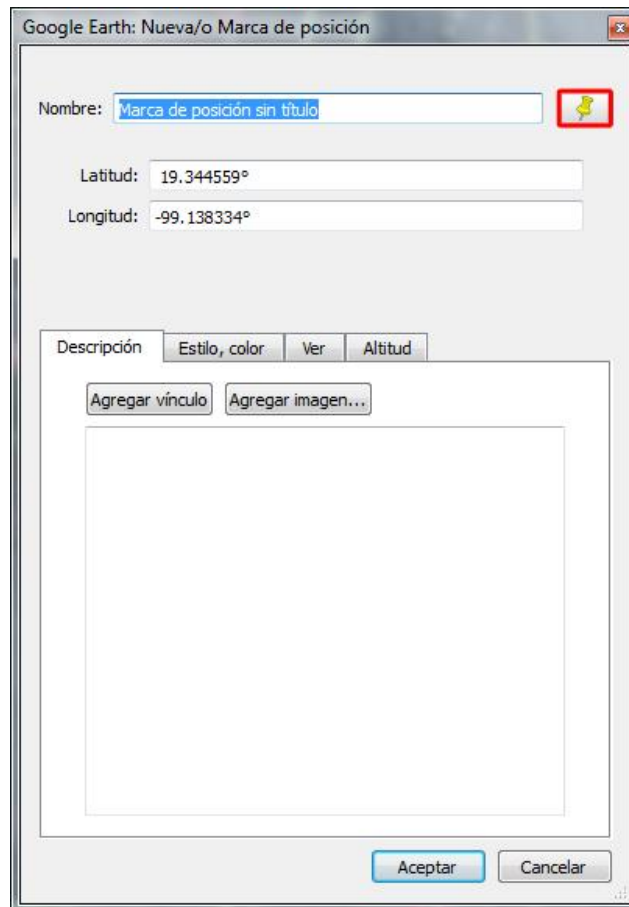 Google Earth: Nueva/o Marca de posición
Nombre: Marca de posición sin título
Latitud: 19.344559°
Longitud: -99.138334°
Descripción Estilo, color Ver Altitud
Agregar vínculo Agregar imagen...
Aceptar Cancelar